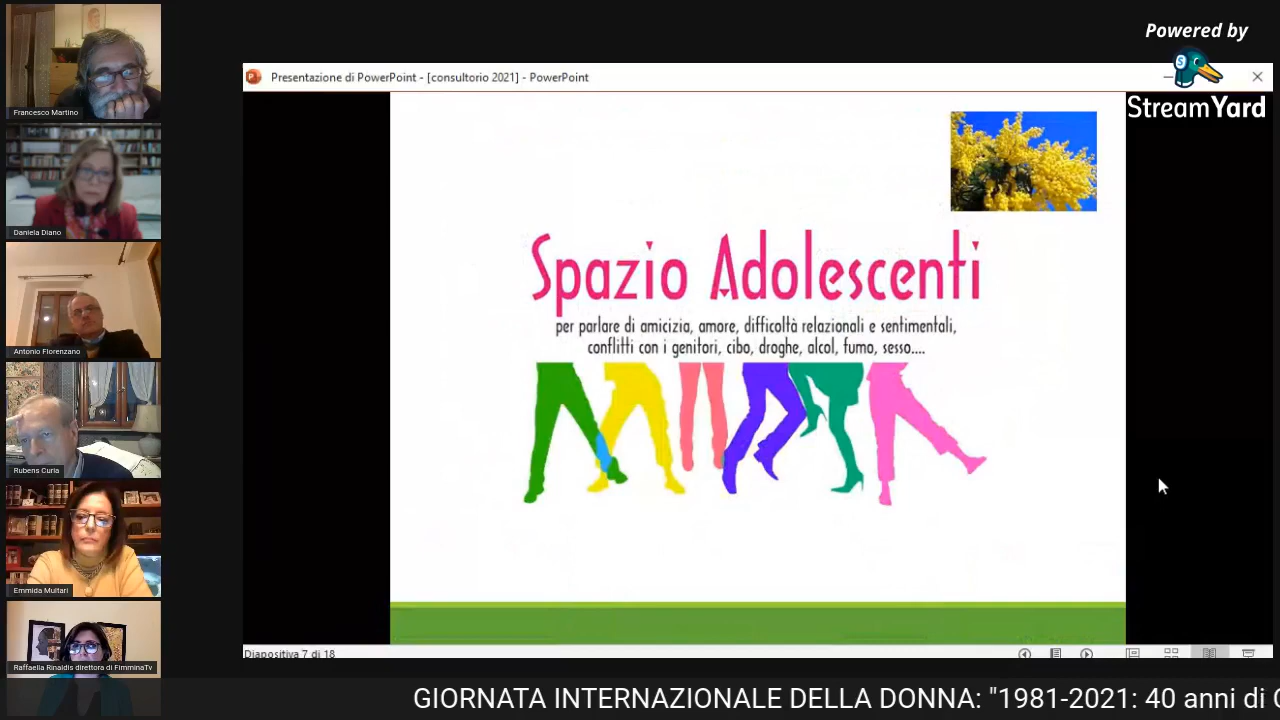 Powered by
StreamYard
Presentazione di PowerPoint - [consultorio 2021] - PowerPoint
Francesco Martino
Daniela Diano
Antonio Florenzano
Rubens Curia
Emmida Multari
Raffaella Rinaldis direttora di FimminaTv
Spazio Adolescenti
per parlare di amicizia, amore, difficoltà relazionali e sentimentali,
conflitti con i genitori, cibo, droghe, alcol, fumo, sesso....
Diapositiva 7 di 18
GIORNATA INTERNAZIONALE DELLA DONNA: "1981-2021: 40 anni di